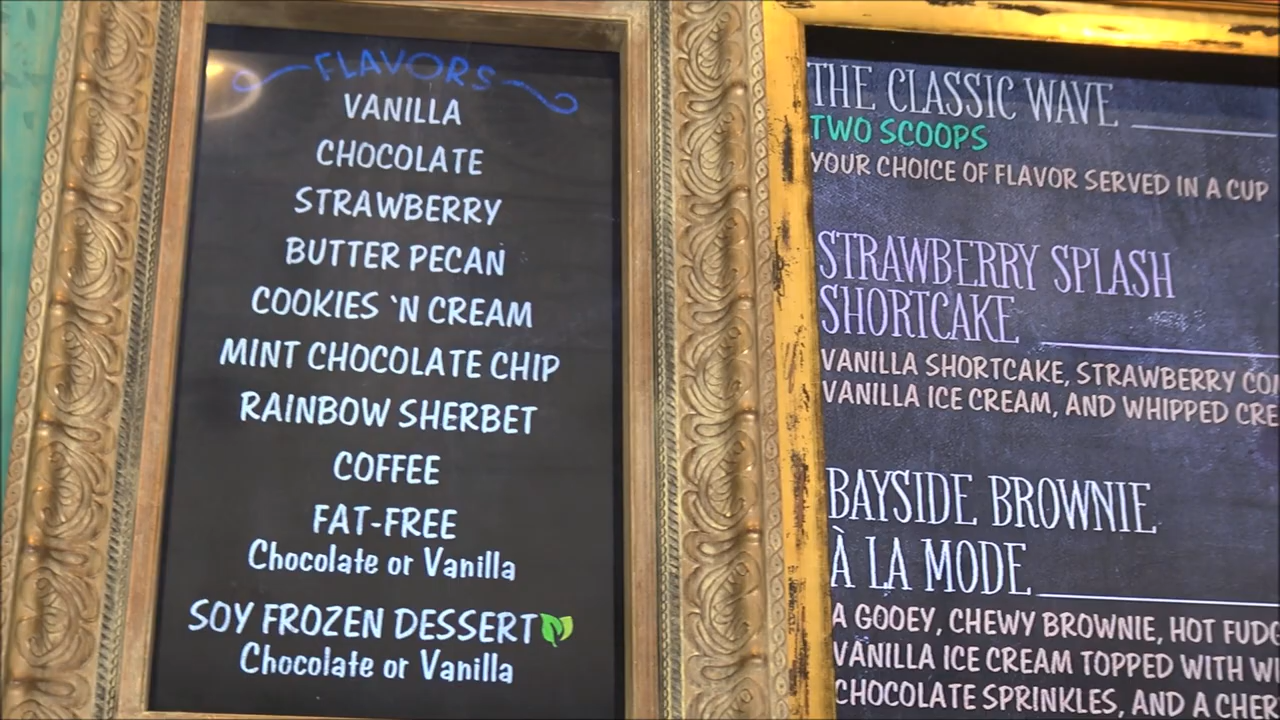 FLAVORS
VANILLA
CHOCOLATE
STRAWBERRY
BUTTER PECAN
COOKIES 'N CREAM
MINT CHOCOLATE CHIP
RAINBOW SHERBET
COFFEE
FAT-FREE
Chocolate or Vanilla
SOY FROZEN DESSERT
Chocolate or Vanilla
THE CLASSIC WAVE
TWO SCOOPS
YOUR CHOICE OF FLAVOR SERVED IN A CUP
STRAWBERRY SPLASH
SHORTCAKE
VANILLA SHORTCAKE, STRAWBERRY
VANILLA ICE CREAM, AND WHIPPED
BAYSIDE BROWNIE
À LA MODE
A GOOEY, CHEWY BROWNIE, HOT
VANILLA ICE CREAM TOPPED WITH
CHOCOLATE SPRINKLES, AND A